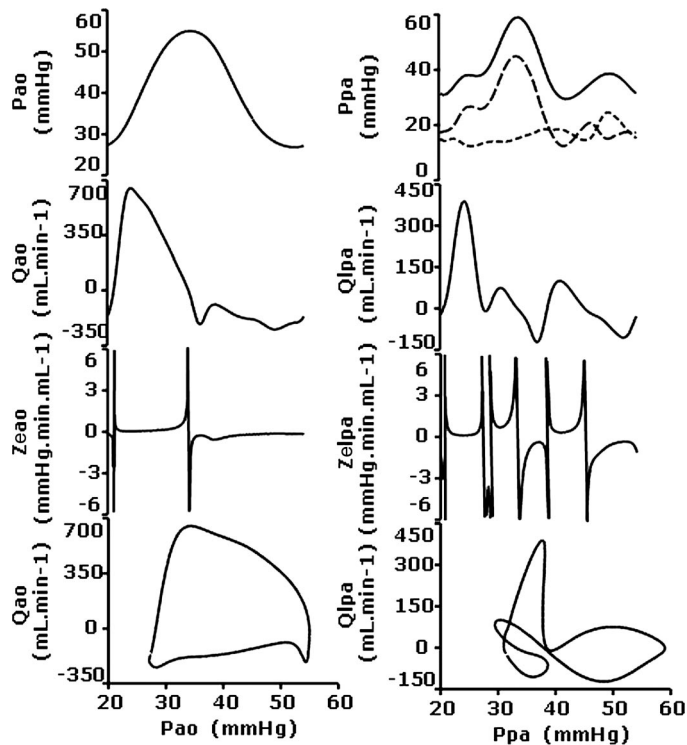 Pao
(mmHg)
60
50
40
30
20
Ppa
(mmHg)
60
40
20
0
Qao
(mL.min-1)
700
350
0
-350
Qlpa
(mL.min-1)
450
300
150
0
-150
Zeao
(mmHg.min.mL-1)
6
3
0
-3
-6
Zelpa
(mmHg.min.mL-1)
6
3
0
-3
-6
Qao
(mL.min-1)
700
350
0
-350
20 30 40 50 60
Pao (mmHg)
Qlpa
(mL.min-1)
450
300
150
0
-150
20 30 40 50 60
Ppa (mmHg)